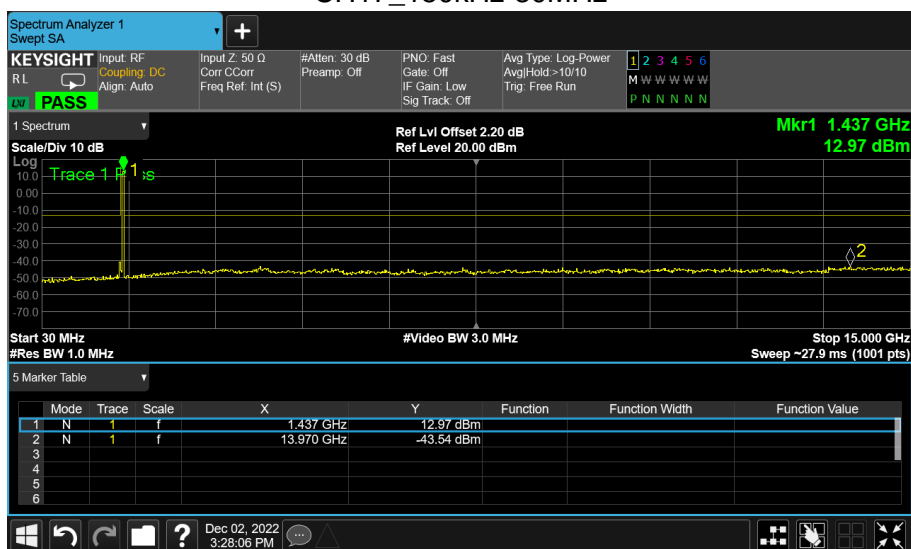 Spectrum Analyzer 1
Swept SA
+
KEYSIGHT Input: RF Input Z: 50 Ω #Atten: 30 dB PNO: Fast Avg Type: Log-Power 1 2 3 4 5 6
RL Coupling: DC Corr CCorr Preamp: Off Gate: Off Avg|Hold:>10/10 M W W W W W
Align: Auto Freq Ref: Int (S) IF Gain: Low Trig: Free Run
LXI PASS Sig Track: Off P N N N N N
1 Spectrum Ref Lvl Offset 2.20 dB Mkr1 1.437 GHz
Scale/Div 10 dB Ref Level 20.00 dBm 12.97 dBm
Log
Trace 1 Pass
1
2
10.0
0.00
-10.0
-20.0
-30.0
-40.0
-50.0
-60.0
-70.0
Start 30 MHz #Video BW 3.0 MHz Stop 15.000 GHz
#Res BW 1.0 MHz Sweep ~27.9 ms (1001 pts)
5 Marker Table
Mode Trace Scale X Y Function Function Width Function Value
1 N 1 f 1.437 GHz 12.97 dBm
2 N 1 f 13.970 GHz -43.54 dBm
3
4
5
6
? Dec 02, 2022
3:28:06 PM